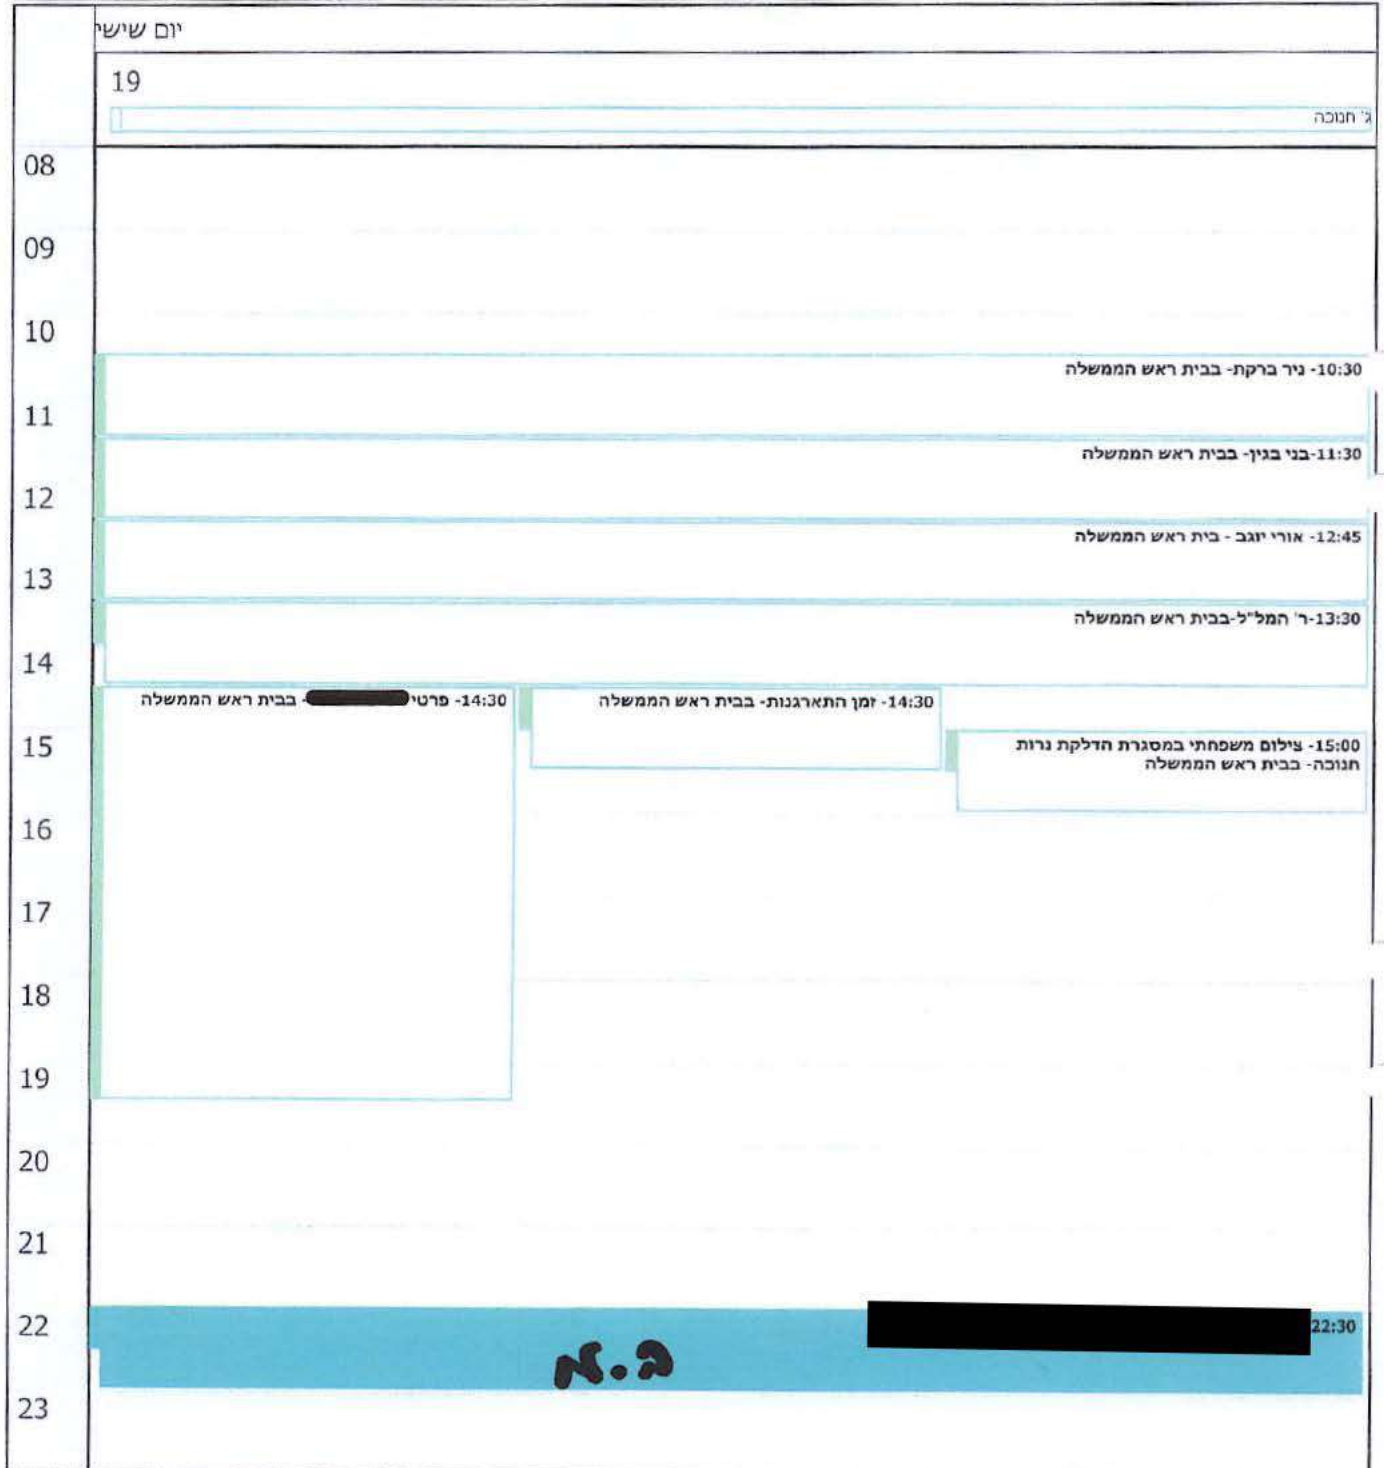 יום שישי
19
ג' חנוכה
08
09
10
10:30- ניר ברקת- בבית ראש הממשלה
11
11:30-בני בגין- בבית ראש הממשלה
12
12:45- אורי יוגב - בית ראש הממשלה
13
13:30-ר' המל"ל-בבית ראש הממשלה
14
14:30- פרטי - בבית ראש הממשלה
14:30- זמן התארגנות- בבית ראש הממשלה
15
15:00- צילום משפחתי במסגרת הדלקת נרות
חנוכה- בבית ראש הממשלה
16
17
18
19
20
21
22
22:30
23